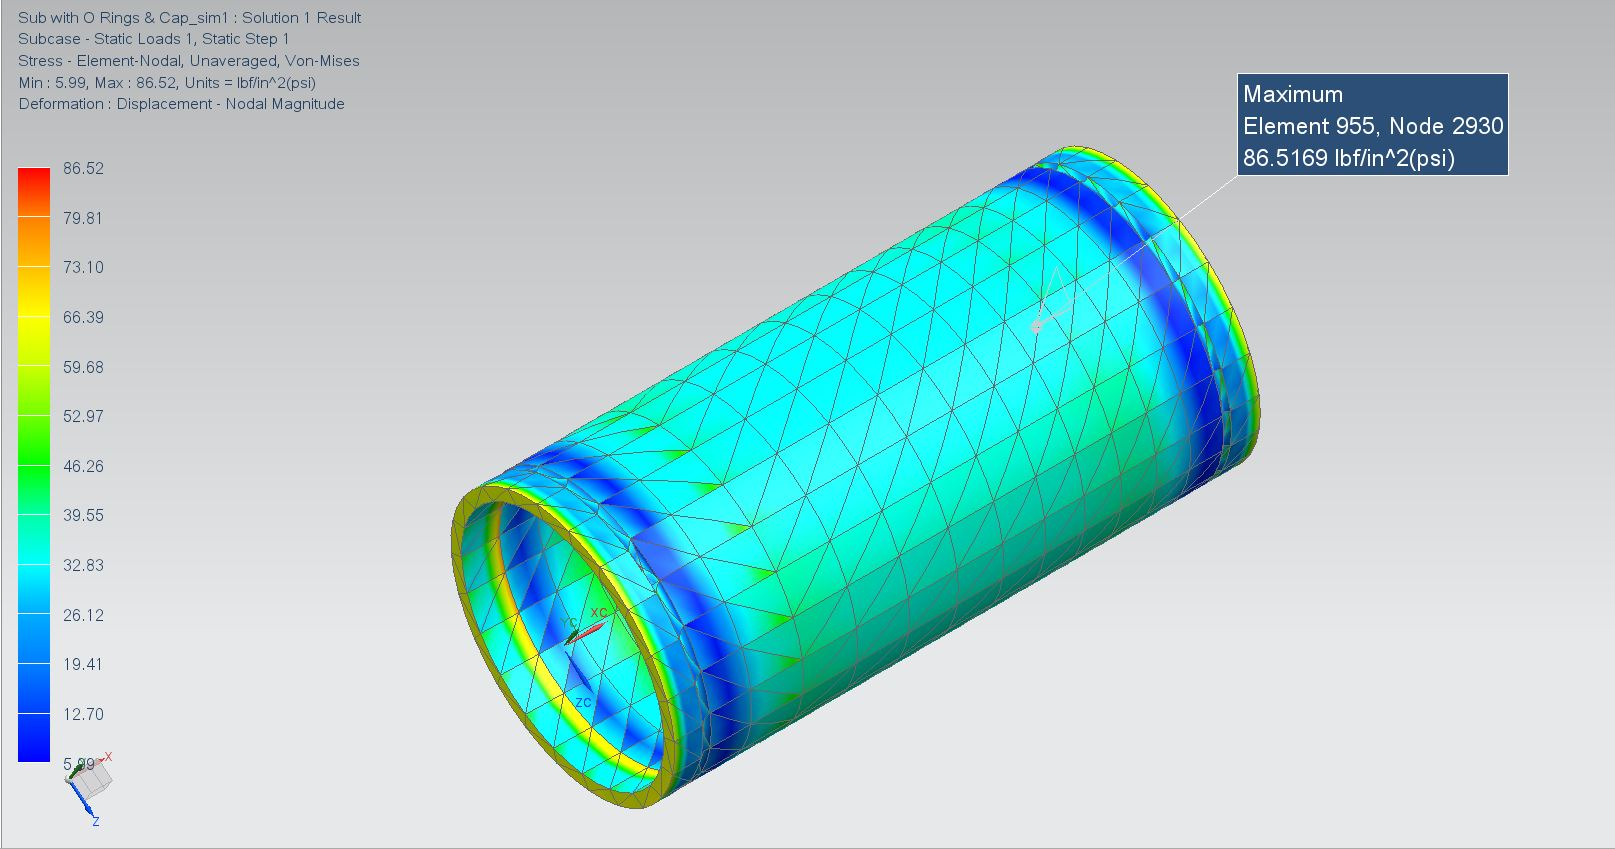 Sub with O Rings & Cap_sim1 : Solution 1 Result
Subcase - Static Loads 1, Static Step 1
Stress - Element-Nodal, Unaveraged, Von-Mises
Min : 5.99, Max : 86.52, Units = lbf/in^2(psi)
Deformation : Displacement - Nodal Magnitude
Maximum
Element 955, Node 2930
86.5169 lbf/in^2(psi)
86.52
79.81
73.10
66.39
59.68
52.97
46.26
39.55
32.83
26.12
19.41
12.70
5.99
XC
YC
ZC
X
Z